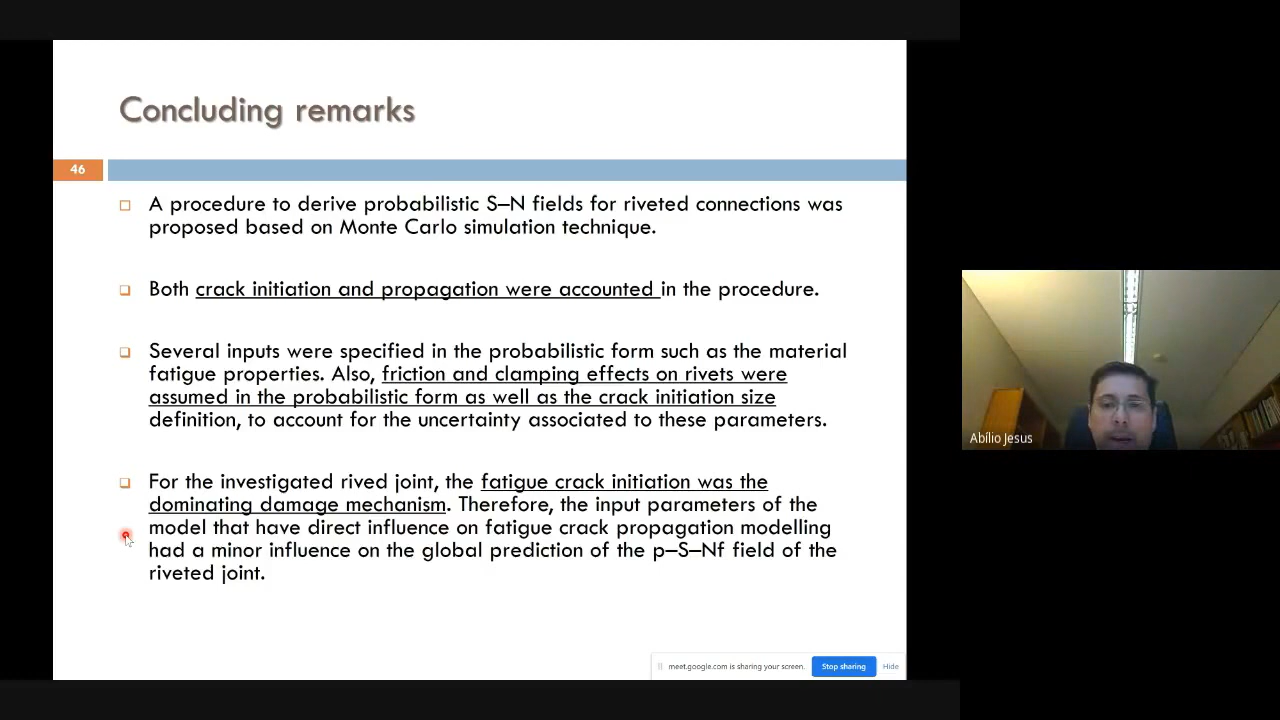 Concluding remarks
46
A procedure to derive probabilistic S–N fields for riveted connections was
proposed based on Monte Carlo simulation technique.
Both crack initiation and propagation were accounted in the procedure.
Several inputs were specified in the probabilistic form such as the material
fatigue properties. Also, friction and clamping effects on rivets were
assumed in the probabilistic form as well as the crack initiation size
definition, to account for the uncertainty associated to these parameters.
For the investigated rived joint, the fatigue crack initiation was the
dominating damage mechanism. Therefore, the input parameters of the
model that have direct influence on fatigue crack propagation modelling
had a minor influence on the global prediction of the p–S–Nf field of the
riveted joint.
meet.google.com is sharing your screen. Stop sharing Hide
Abílio Jesus